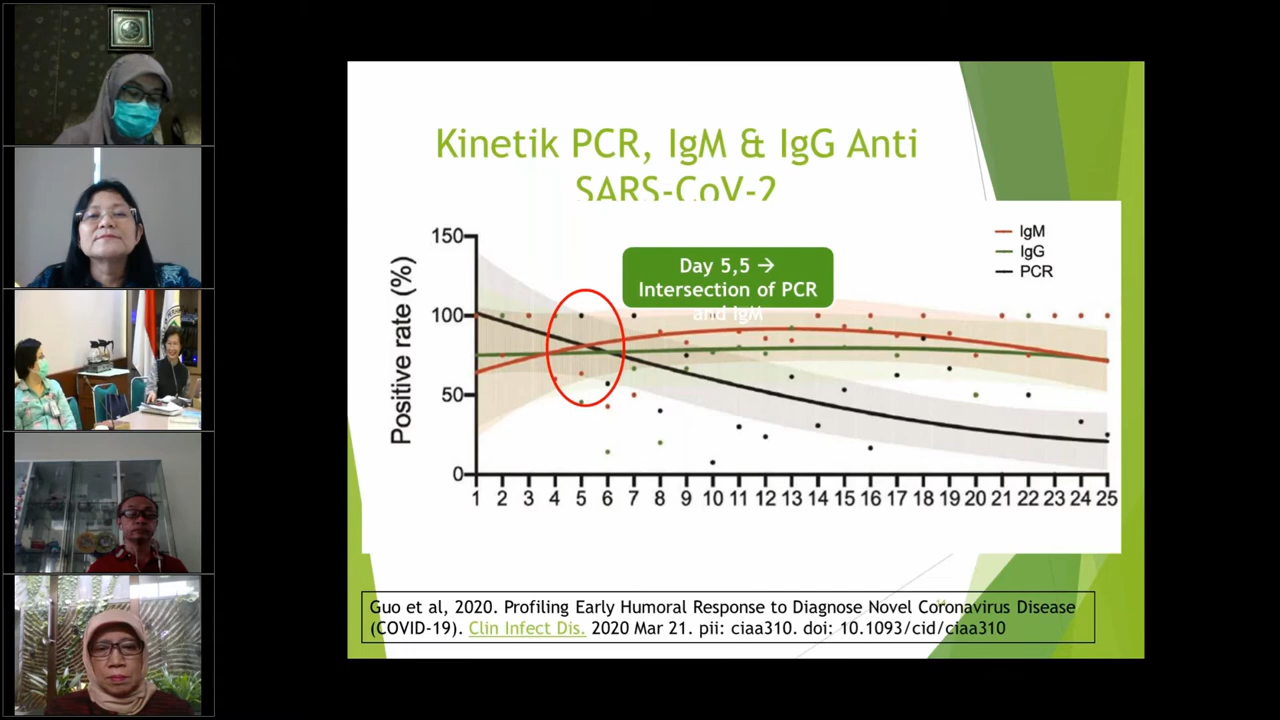 Kinetik PCR, IgM & IgG Anti
SARS-CoV-2
IgM
IgG
PCR
Day 5,5 →
Intersection of PCR
and IgM
Positive rate (%)
150
100
50
0
1 2 3 4 5 6 7 8 9 10 11 12 13 14 15 16 17 18 19 20 21 22 23 24 25
Guo et al, 2020. Profiling Early Humoral Response to Diagnose Novel Coronavirus Disease
(COVID-19). Clin Infect Dis. 2020 Mar 21. pii: ciaa310. doi: 10.1093/cid/ciaa310